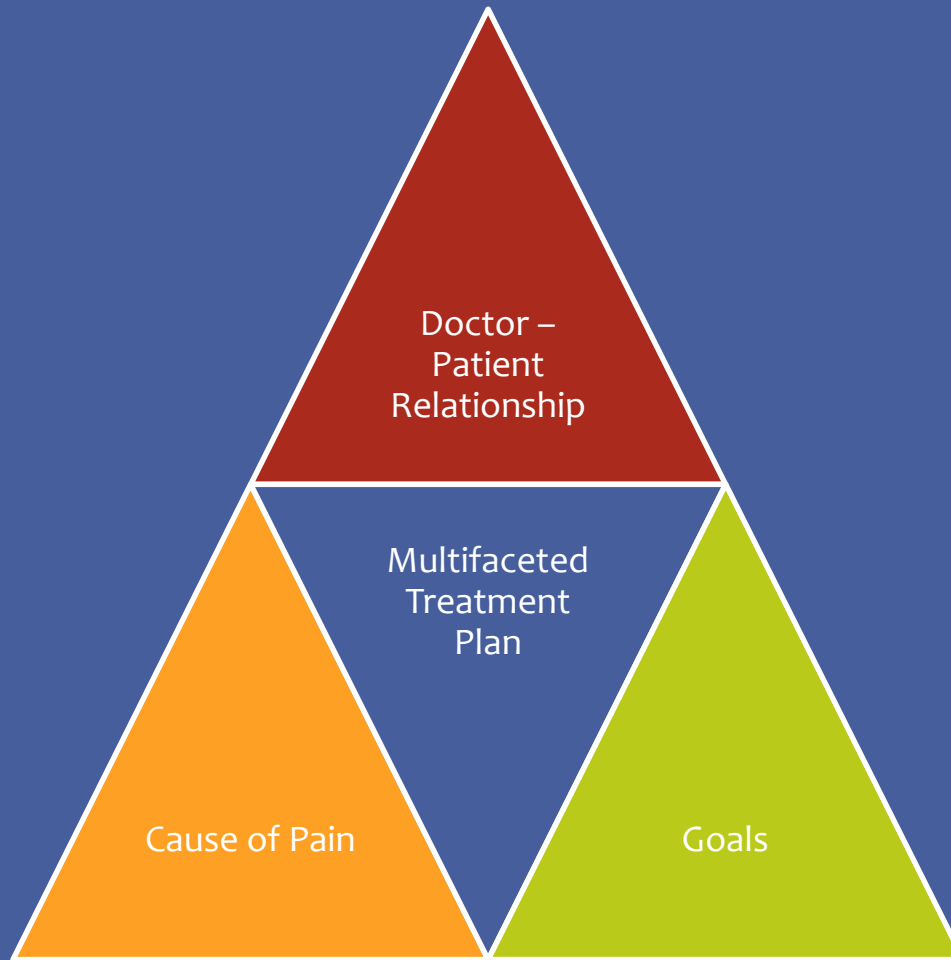 Doctor –
Patient
Relationship
Multifaceted
Treatment
Plan
Cause of Pain
Goals